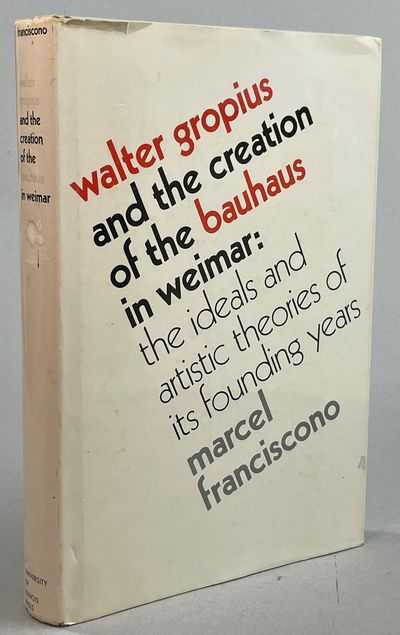 franciscono
walter
gropius
and the
creation
of the
bauhaus
in weimar
UNIVERSITY
OF
ILLINOIS
PRESS
walter gropius
and the creation
of the bauhaus
in weimar:
the ideals and
artistic theories of
its founding years
marcel
franciscono